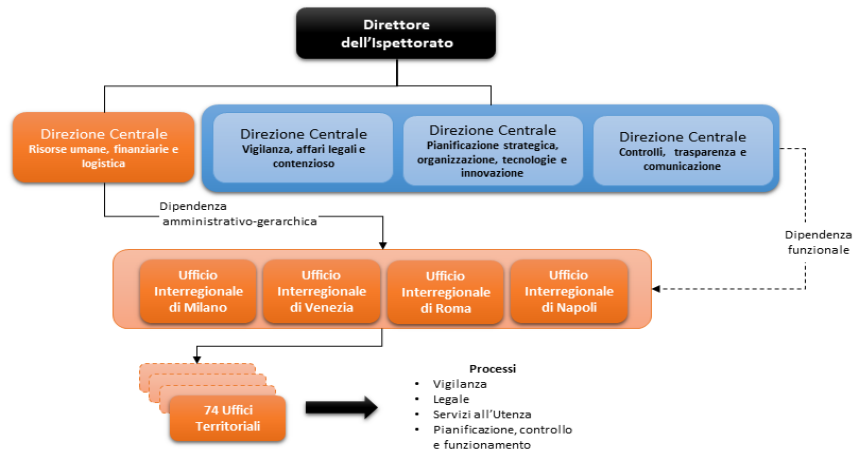 Direttore
dell'Ispettorato
Direzione Centrale
Risorse umane, finanziarie e
logistica
Direzione Centrale
Vigilanza, affari legali e
contenzioso
Direzione Centrale
Pianificazione strategica,
organizzazione, tecnologie e
innovazione
Direzione Centrale
Controlli, trasparenza e
comunicazione
Dipendenza
amministrativo-gerarchica
Dipendenza
funzionale
Ufficio
Interregionale
di Milano
Ufficio
Interregionale
di Venezia
Ufficio
Interregionale
di Roma
Ufficio
Interregionale
di Napoli
74 Uffici
Territoriali
Processi
• Vigilanza
• Legale
• Servizi all'Utenza
• Pianificazione, controllo
e funzionamento